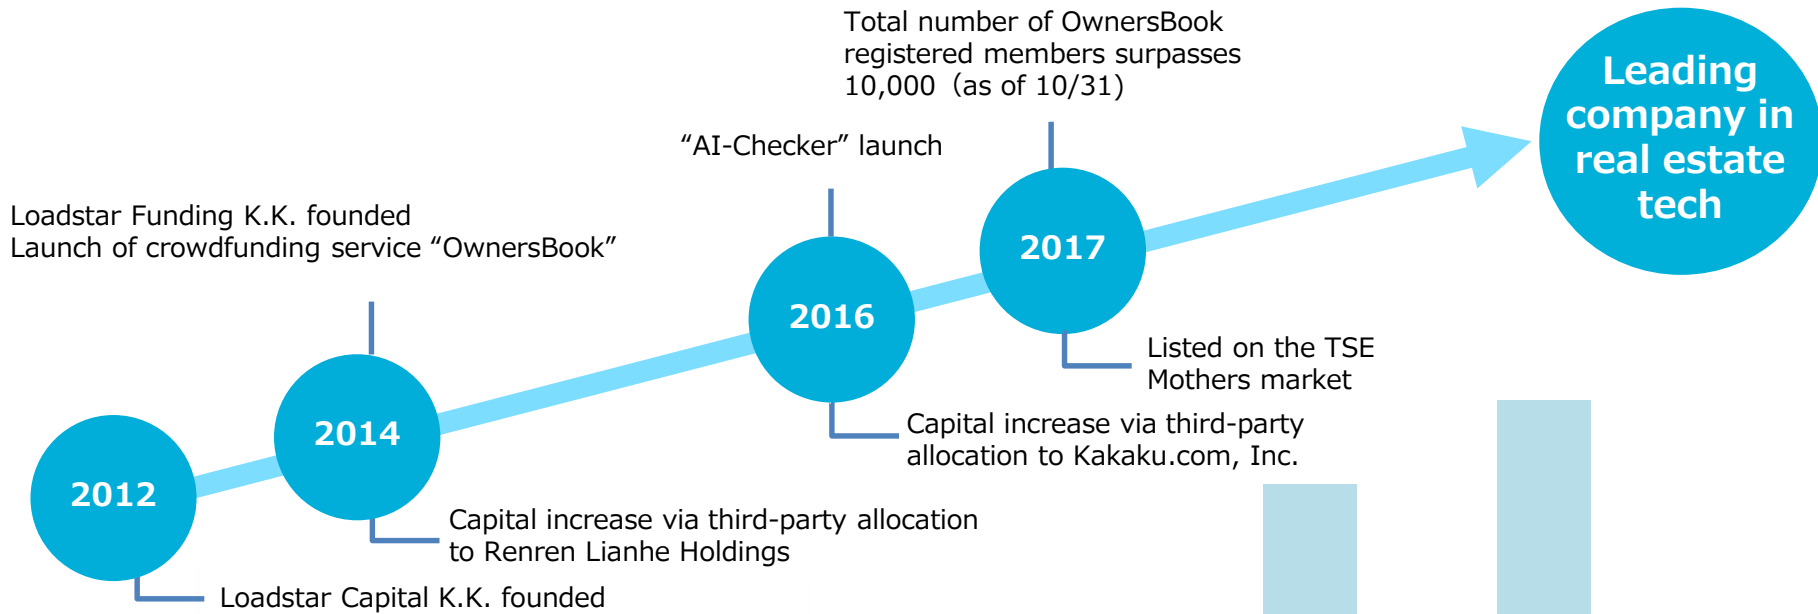 Total number of OwnersBook
registered members surpasses
10,000 (as of 10/31)
Leading
company in
real estate
tech
“AI-Checker” launch
Loadstar Funding K.K. founded
Launch of crowdfunding service “OwnersBook”
2017
2016
Listed on the TSE
Mothers market
2014
Capital increase via third-party
allocation to Kakaku.com, Inc.
2012
Capital increase via third-party allocation
to Renren Lianhe Holdings
Loadstar Capital K.K. founded